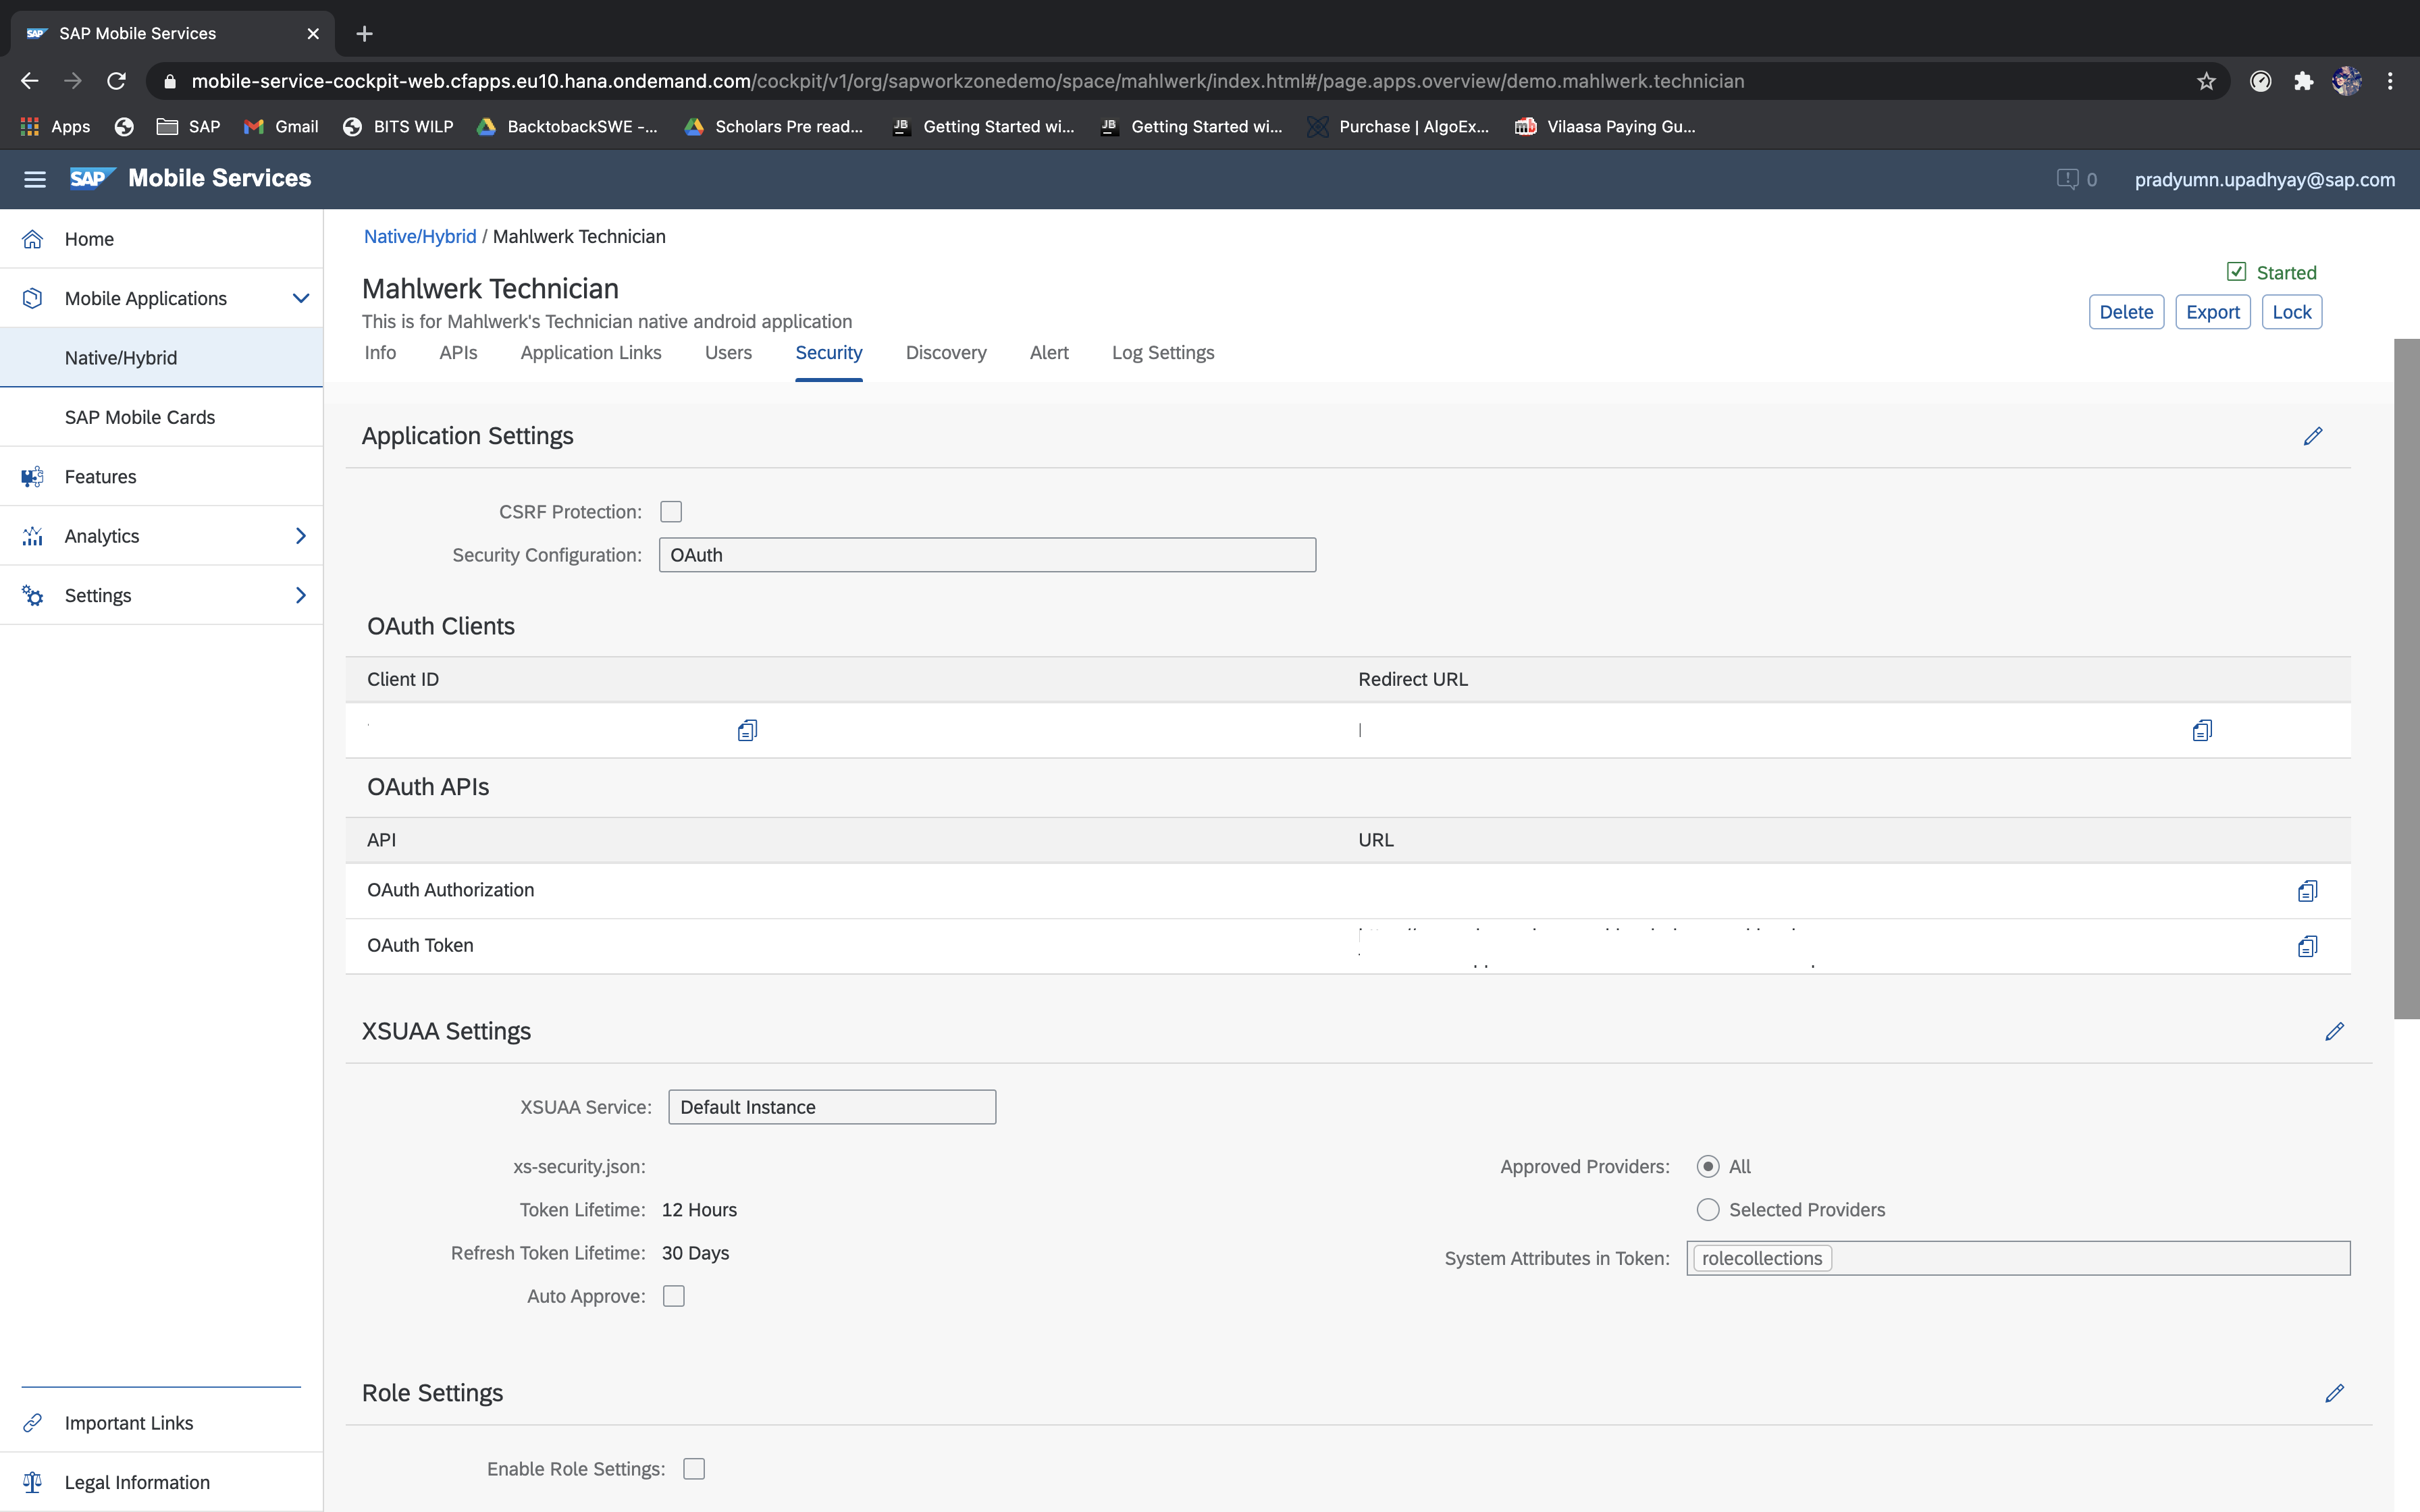 SAP Mobile Services
mobile-service-cockpit-web.cfapps.eu10.hana.ondemand.com/cockpit/v1/org/sapworkzonedemo/space/mahlwerk/index.html#/page.apps.overview/demo.mahlwerk.technician
Apps SAP Gmail BITS WILP BacktobackSWE -... Scholars Pre read... Getting Started wi... Getting Started wi... Purchase | AlgoEx... Vilaasa Paying Gu...
SAP Mobile Services
0 pradyumn.upadhyay@sap.com
Home
Mobile Applications
Native/Hybrid
SAP Mobile Cards
Features
Analytics
Settings
Important Links
Legal Information
Native/Hybrid / Mahlwerk Technician
Mahlwerk Technician
Started
This is for Mahlwerk's Technician native android application
Delete Export Lock
Info APIs Application Links Users Security Discovery Alert Log Settings
Application Settings
CSRF Protection:
Security Configuration: OAuth
OAuth Clients
Client ID Redirect URL
OAuth APIs
API URL
OAuth Authorization
OAuth Token
XSUAA Settings
XSUAA Service: Default Instance
xs-security.json:
Token Lifetime: 12 Hours
Refresh Token Lifetime: 30 Days
Auto Approve:
Approved Providers: All
Selected Providers
System Attributes in Token: rolecollections
Role Settings
Enable Role Settings: